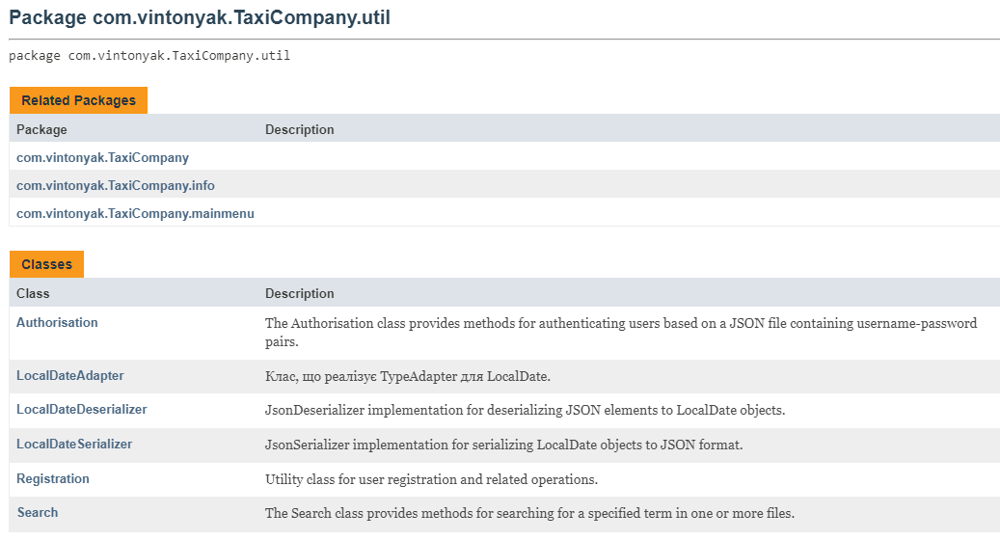 Package com.vintonyak.TaxiCompany.util
package com.vintonyak.TaxiCompany.util
Related Packages
Package Description
com.vintonyak.TaxiCompany
com.vintonyak.TaxiCompany.info
com.vintonyak.TaxiCompany.mainmenu
Classes
Class Description
Authorisation The Authorisation class provides methods for authenticating users based on a JSON file containing username-password
pairs.
LocalDateAdapter Клас, що реалізує TypeAdapter для LocalDate.
LocalDateDeserializer JsonDeserializer implementation for deserializing JSON elements to LocalDate objects.
LocalDateSerializer JsonSerializer implementation for serializing LocalDate objects to JSON format.
Registration Utility class for user registration and related operations.
Search The Search class provides methods for searching for a specified term in one or more files.